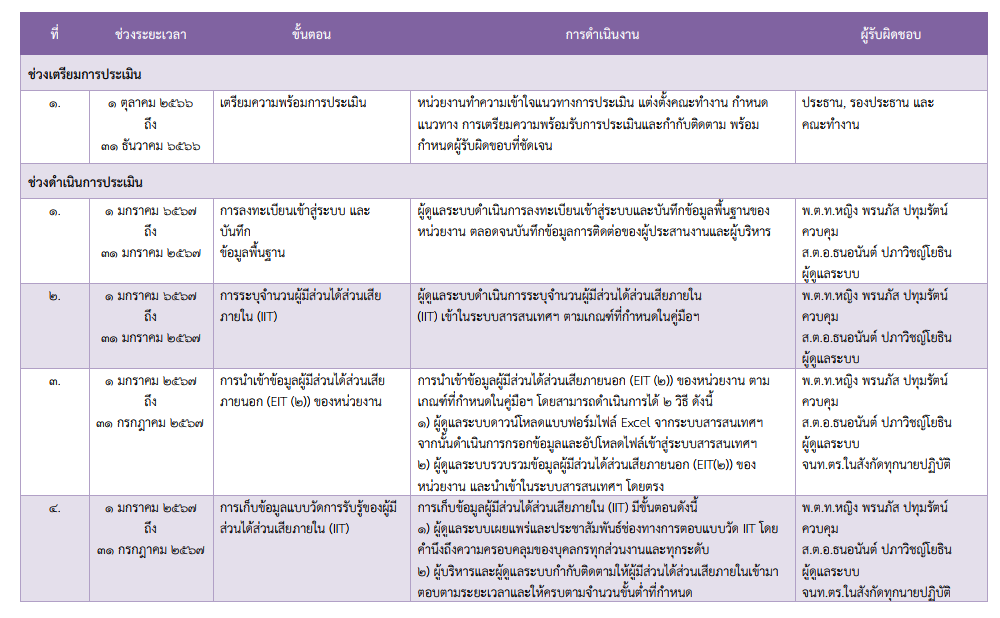 ที่ ช่วงระยะเวลา ขั้นตอน การดำเนินงาน ผู้รับผิดชอบ
ช่วงเตรียมการประเมิน
๑. ๑ ตุลาคม ๒๕๖๖ เตรียมความพร้อมการประเมิน หน่วยงานทำความเข้าใจแนวทางการประเมิน แต่งตั้งคณะทำงาน กำหนด ประธาน, รองประธาน และ
ถึง แนวทาง การเตรียมความพร้อมรับการประเมินและกำกับติดตาม พร้อม คณะทำงาน
๓๑ ธันวาคม ๖๕๖๖ กำหนดผู้รับผิดชอบที่ชัดเจน
ช่วงดำเนินการประเมิน
๑. ๑ มกราคม ๖๕๖๗ การลงทะเบียนเข้าสู่ระบบ และ ผู้ดูแลระบบดำเนินการลงทะเบียนเข้าสู่ระบบและบันทึกข้อมูลพื้นฐานของ พ.ต.ท.หญิง พรนภัส ปทุมรัตน์
ถึง บันทึก หน่วยงาน ตลอดจนบันทึกข้อมูลการติดต่อของผู้ประสานงานและผู้บริหาร ควบคุม
๓๑ มกราคม ๒๕๖๗ ข้อมูลพื้นฐาน ส.ต.อ.ธนอนันต์ ปภาวิชญ์โยธิน
ผู้ดูแลระบบ
๒. ๑ มกราคม ๖๕๖๗ การระบุจำนวนผู้มีส่วนได้ส่วนเสีย ผู้ดูแลระบบดำเนินการระบุจำนวนผู้มีส่วนได้ส่วนเสียภายใน พ.ต.ท.หญิง พรนภัส ปทุมรัตน์
ถึง ภายใน (IIT) (IIT) เข้าในระบบสารสนเทศฯ ตามเกณฑ์ที่กำหนดในคู่มือฯ ควบคุม
๓๑ มกราคม ๒๕๖๗ ส.ต.อ.ธนอนันต์ ปภาวิชญ์โยธิน
ผู้ดูแลระบบ
๓. ๑ มกราคม ๒๕๖๗ การนำเข้าข้อมูลผู้มีส่วนได้ส่วนเสีย การนำเข้าข้อมูลผู้มีส่วนได้ส่วนเสียภายนอก (EIT (๒)) ของหน่วยงาน ตาม พ.ต.ท.หญิง พรนภัส ปทุมรัตน์
ถึง ภายนอก (EIT (๒)) ของหน่วยงาน เกณฑ์ที่กำหนดในคู่มือฯ โดยสามารถดำเนินการได้ ๒ วิธี ดังนี้ ควบคุม
๓๑ กรกฎาคม ๒๕๖๗ ๑) ผู้ดูแลระบบดาวน์โหลดแบบฟอร์มไฟล์ Excel จากระบบสารสนเทศฯ ส.ต.อ.ธนอนันต์ ปภาวิชญ์โยธิน
จากนั้นดำเนินการกรอกข้อมูลและอัปโหลดไฟล์เข้าสู่ระบบสารสนเทศฯ ผู้ดูแลระบบ
๒) ผู้ดูแลระบบรวบรวมข้อมูลผู้มีส่วนได้ส่วนเสียภายนอก (EIT(๒)) ของ จนท.ตร.ในสังกัดทุกนายปฏิบัติ
หน่วยงาน และนำเข้าในระบบสารสนเทศฯ โดยตรง
๔. ๑ มกราคม ๒๕๖๗ การเก็บข้อมูลแบบวัดการรับรู้ของผู้มี การเก็บข้อมูลผู้มีส่วนได้ส่วนเสียภายใน (IIT) มีขั้นตอนดังนี้ พ.ต.ท.หญิง พรนภัส ปทุมรัตน์
ถึง ส่วนได้ส่วนเสียภายใน (IIT) ๑) ผู้ดูแลระบบเผยแพร่และประชาสัมพันธ์ช่องทางการตอบแบบวัด IIT โดย ควบคุม
๓๑ กรกฎาคม ๒๕๖๗ คำนึงถึงความครอบคลุมของบุคลกรทุกส่วนงานและทุกระดับ ส.ต.อ.ธนอนันต์ ปภาวิชญ์โยธิน
๒) ผู้บริหารและผู้ดูแลระบบกำกับติดตามให้ผู้มีส่วนได้ส่วนเสียภายในเข้ามา ผู้ดูแลระบบ
ตอบตามระยะเวลาและให้ครบตามจำนวนขั้นต่ำที่กำหนด จนท.ตร.ในสังกัดทุกนายปฏิบัติ